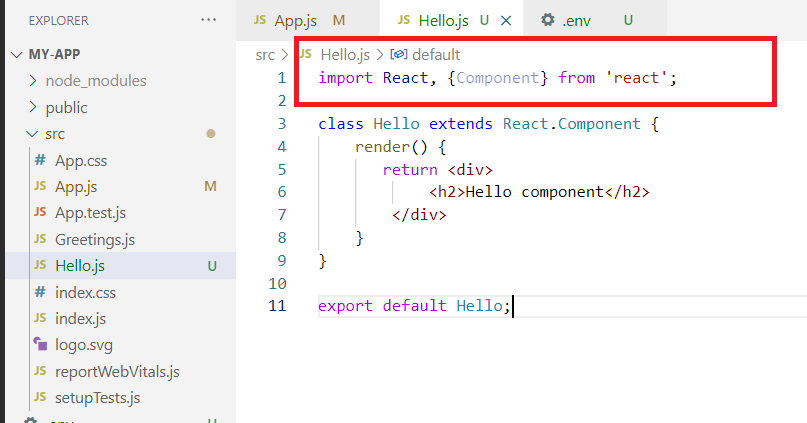 EXPLORER ...
JS App.js M
JS Hello.js U ×
.env U
MY-APP
node_modules
public
src
# App.css
JS App.js M
JS App.test.js
JS Greetings.js
JS Hello.js U
# index.css
JS index.js
logo.svg
JS reportWebVitals.js
JS setupTests.js
src > JS Hello.js > default
1 import React, {Component} from 'react';
2
3 class Hello extends React.Component {
4 render() {
5 return <div>
6 <h2>Hello component</h2>
7 </div>
8 }
9 }
10
11 export default Hello;